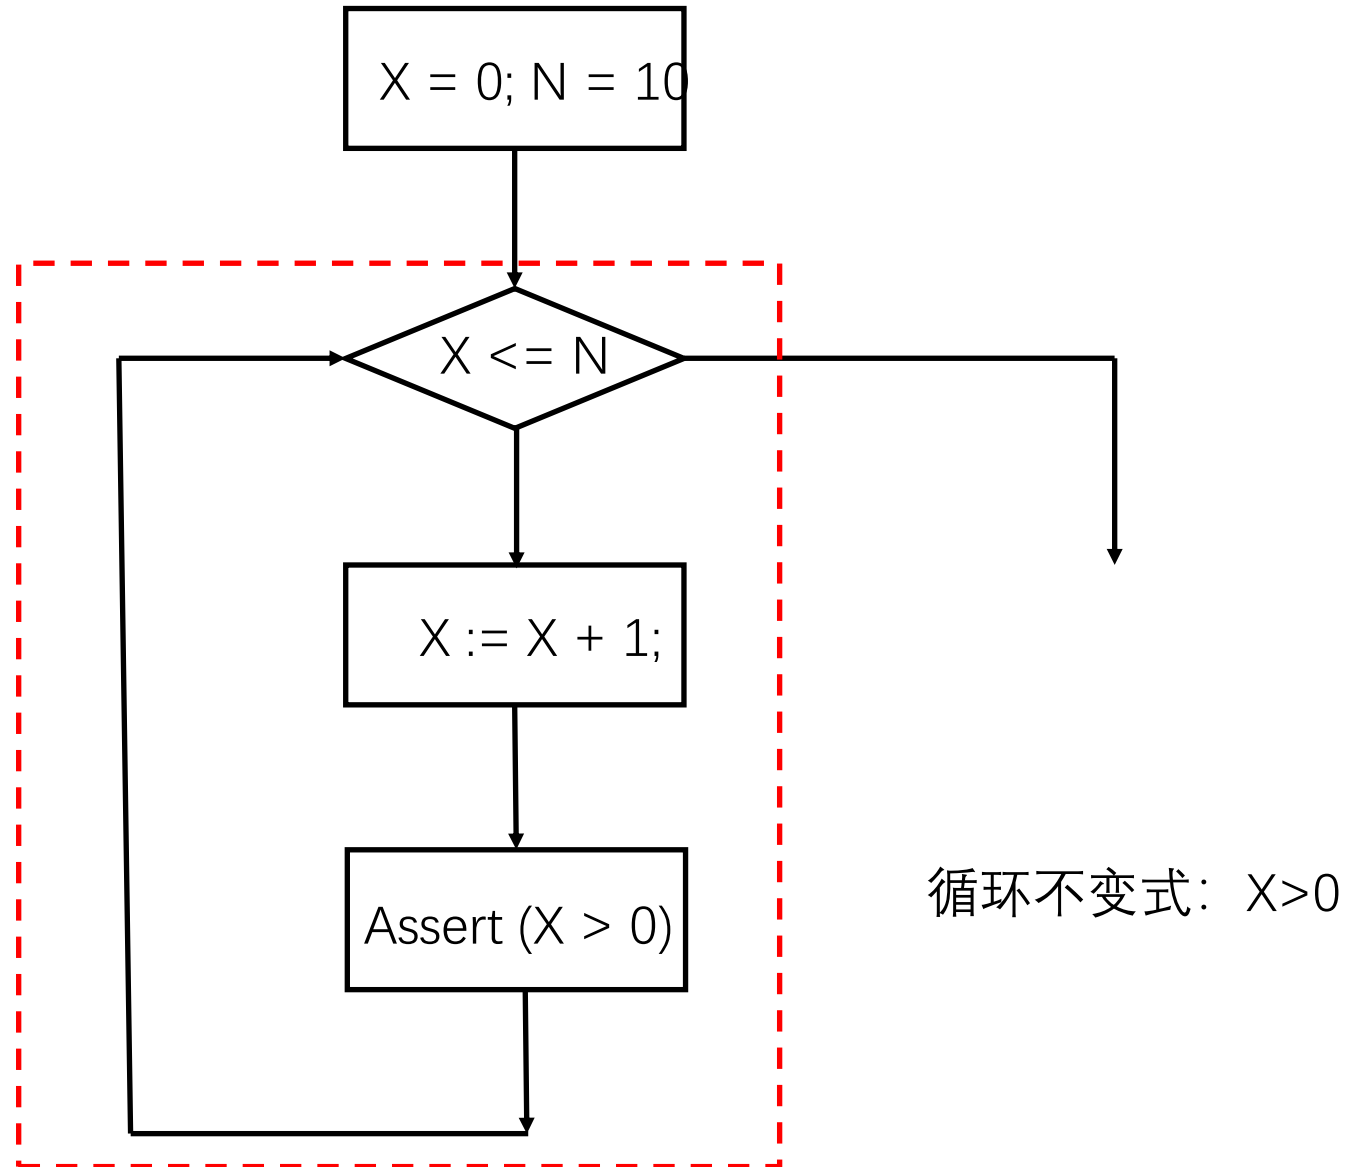 X = 0; N = 10
X <= N
X := X + 1;
Assert (X > 0)
循环不变式：X>0